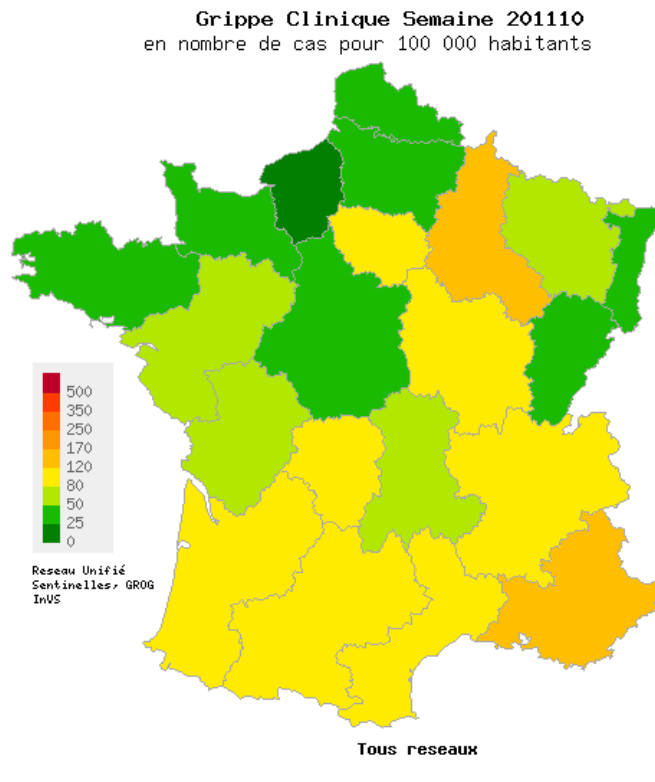 Grippe Clinique Semaine 201110
en nombre de cas pour 100 000 habitants
500
350
250
170
120
80
50
25
0
Reseau Unifié
Sentinelles, GROG
InVS
Tous reseaux